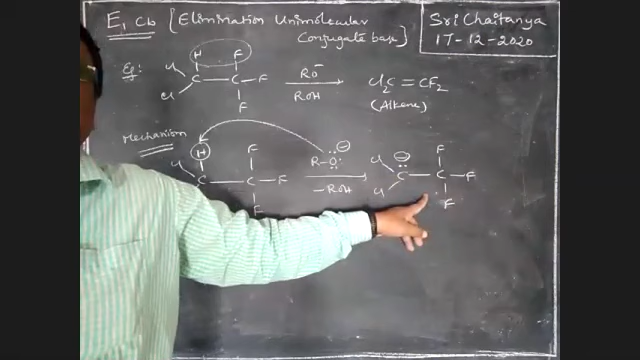 E1 Cb [Elimination Unimolecular
Conjugate base]
Sri Chaitanya
17-12-2020
Eg:
H F
Cl
C — C — F
Cl
F
RO⁻
ROH
Cl2C = CF2
(Alkene)
Mechanism
H F
Cl
C — C — F
F
R-O:⁻
- ROH
F
Cl
C — C — F
Cl
F